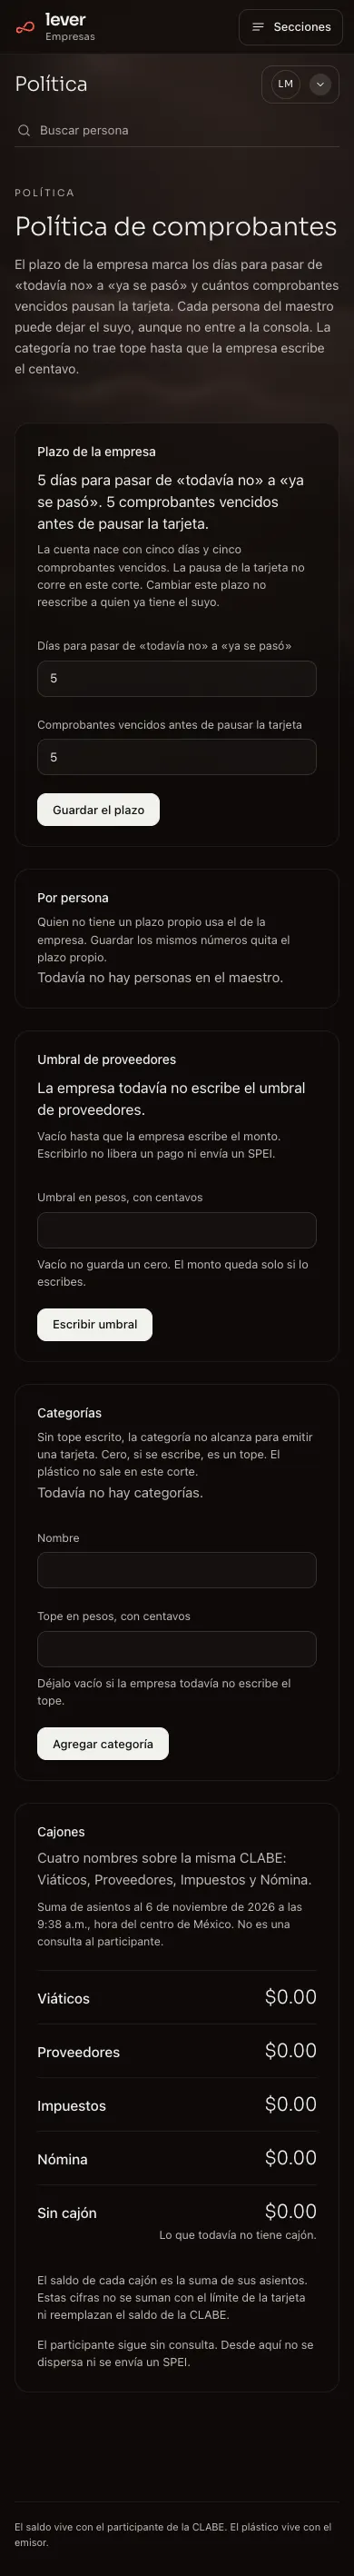 lever
Empresas
Secciones
Política
LM
Buscar persona
POLÍTICA
Política de comprobantes
El plazo de la empresa marca los días para pasar de
«todavía no» a «ya se pasó» y cuántos comprobantes
vencidos pausan la tarjeta. Cada persona del maestro
puede dejar el suyo, aunque no entre a la consola. La
categoría no trae tope hasta que la empresa escribe
el centavo.
Plazo de la empresa
5 días para pasar de «todavía no» a «ya
se pasó». 5 comprobantes vencidos
antes de pausar la tarjeta.
La cuenta nace con cinco días y cinco
comprobantes vencidos. La pausa de la tarjeta no
corre en este corte. Cambiar este plazo no
reescribe a quien ya tiene el suyo.
Días para pasar de «todavía no» a «ya se pasó»
5
Comprobantes vencidos antes de pausar la tarjeta
5
Guardar el plazo
Por persona
Quien no tiene un plazo propio usa el de la
empresa. Guardar los mismos números quita el
plazo propio.
Todavía no hay personas en el maestro.
Umbral de proveedores
La empresa todavía no escribe el umbral
de proveedores.
Vacío hasta que la empresa escribe el monto.
Escribirlo no libera un pago ni envía un SPEI.
Umbral en pesos, con centavos
Vacío no guarda un cero. El monto queda solo si lo
escribes.
Escribir umbral
Categorías
Sin tope escrito, la categoría no alcanza para emitir
una tarjeta. Cero, si se escribe, es un tope. El
plástico no sale en este corte.
Todavía no hay categorías.
Nombre
Tope en pesos, con centavos
Déjalo vacío si la empresa todavía no escribe el
tope.
Agregar categoría
Cajones
Cuatro nombres sobre la misma CLABE:
Viáticos, Proveedores, Impuestos y Nómina.
Suma de asientos al 6 de noviembre de 2026 a las
9:38 a.m., hora del centro de México. No es una
consulta al participante.
Viáticos $0.00
Proveedores $0.00
Impuestos $0.00
Nómina $0.00
Sin cajón $0.00
Lo que todavía no tiene cajón.
El saldo de cada cajón es la suma de sus asientos.
Estas cifras no se suman con el límite de la tarjeta
ni reemplazan el saldo de la CLABE.
El participante sigue sin consulta. Desde aquí no se
dispersa ni se envía un SPEI.
El saldo vive con el participante de la CLABE. El plástico vive con el
emisor.